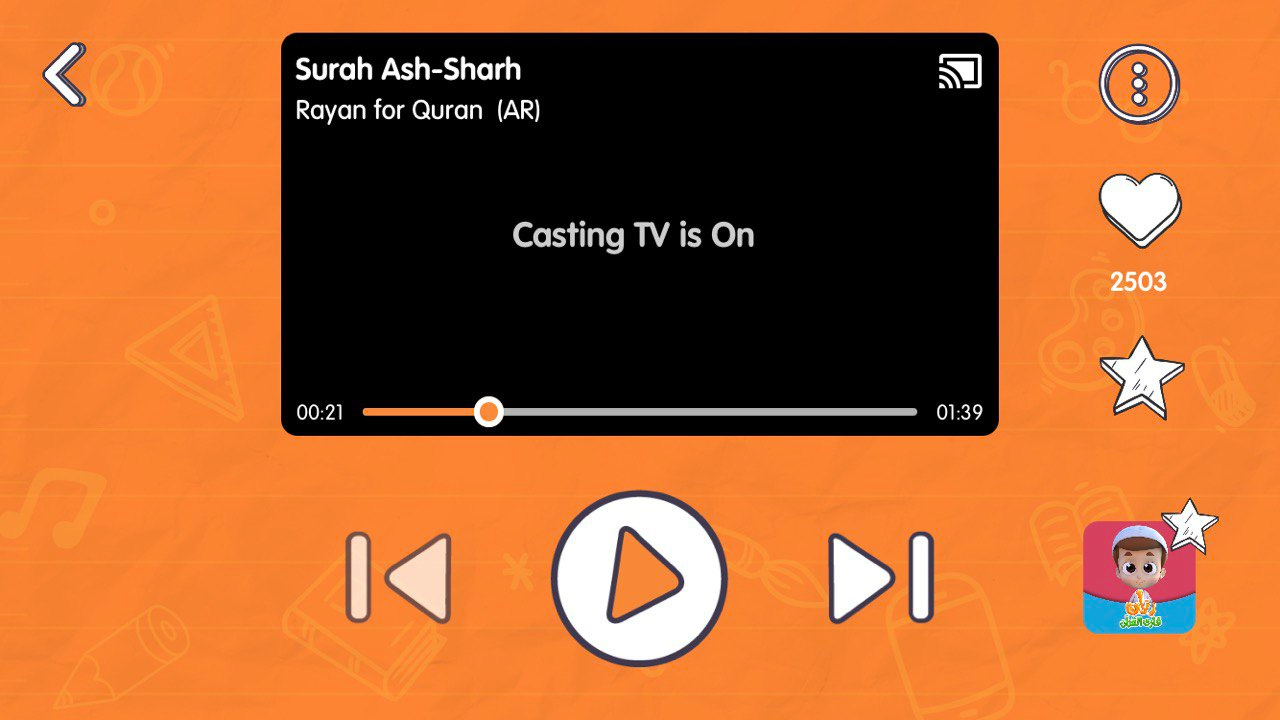 Surah Ash-Sharh
Rayan for Quran (AR)
Casting TV is On
00:21
01:39
2503